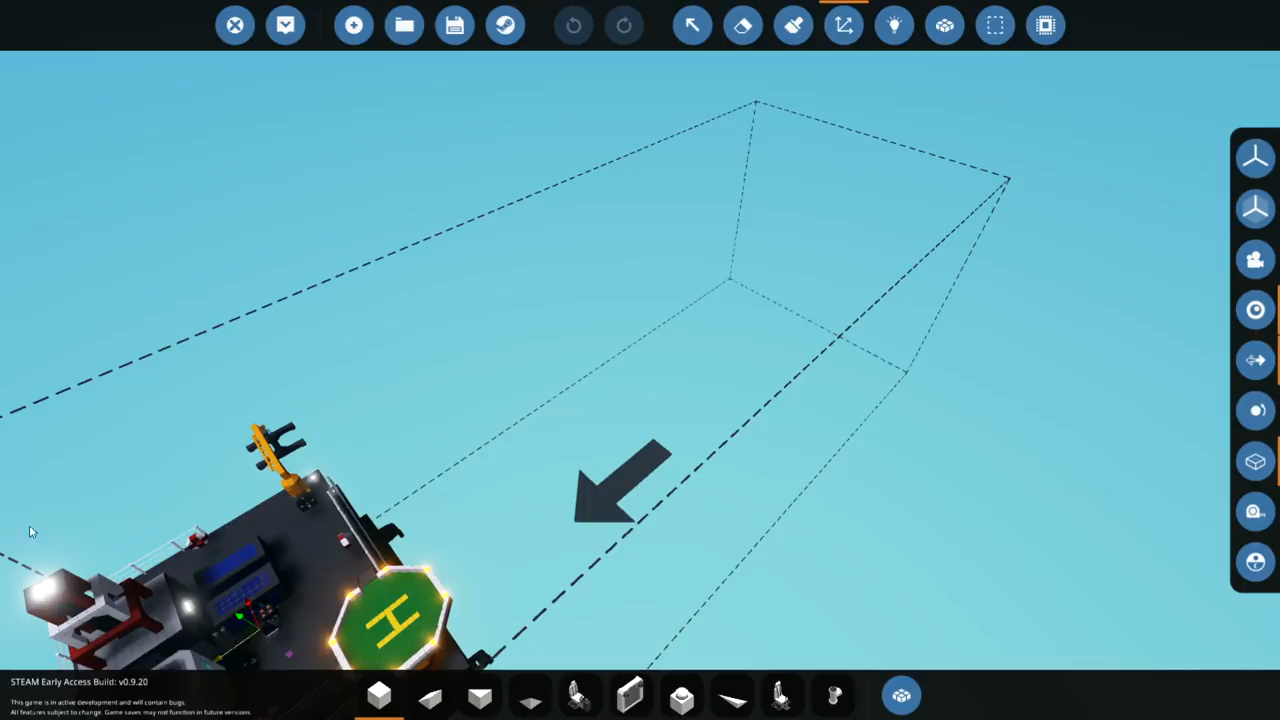 H
STEAM Early Access Build: v0.9.20
This game is in active development and will contain bugs.
All features subject to change. Game saves may not function in future versions.